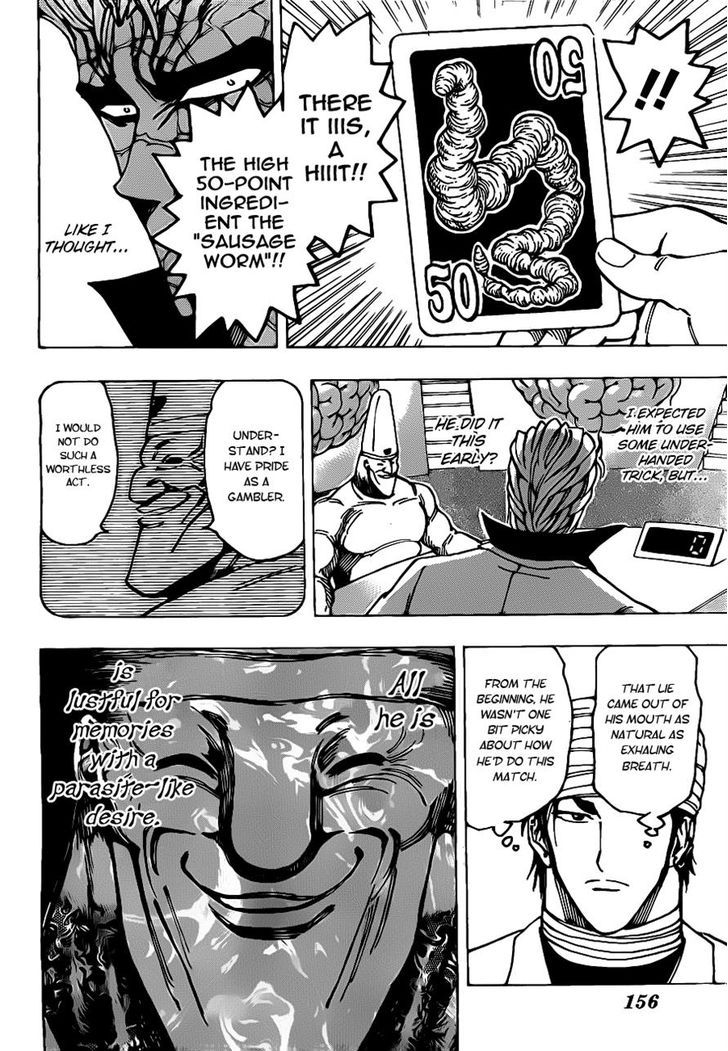 !!
50
50
THERE
IT IIIS,
A
HIIIT!!
THE HIGH
50-POINT
INGREDI-
ENT THE
"SAUSAGE
WORM"!!
LIKE I
THOUGHT...
I EXPECTED
HIM TO USE
SOME UNDER-
HANDED
TRICK, BUT...
HE DID IT
THIS
EARLY?
0
UNDER-
STAND? I
HAVE PRIDE
AS A
GAMBLER.
I WOULD
NOT DO
SUCH A
WORTHLESS
ACT.
THAT LIE
CAME OUT OF
HIS MOUTH AS
NATURAL AS
EXHALING
BREATH.
FROM THE
BEGINNING, HE
WASN'T ONE
BIT PICKY
ABOUT HOW
HE'D DO THIS
MATCH.
All
he is
is
lustful for
memories
with a
parasite-like
desire.
156